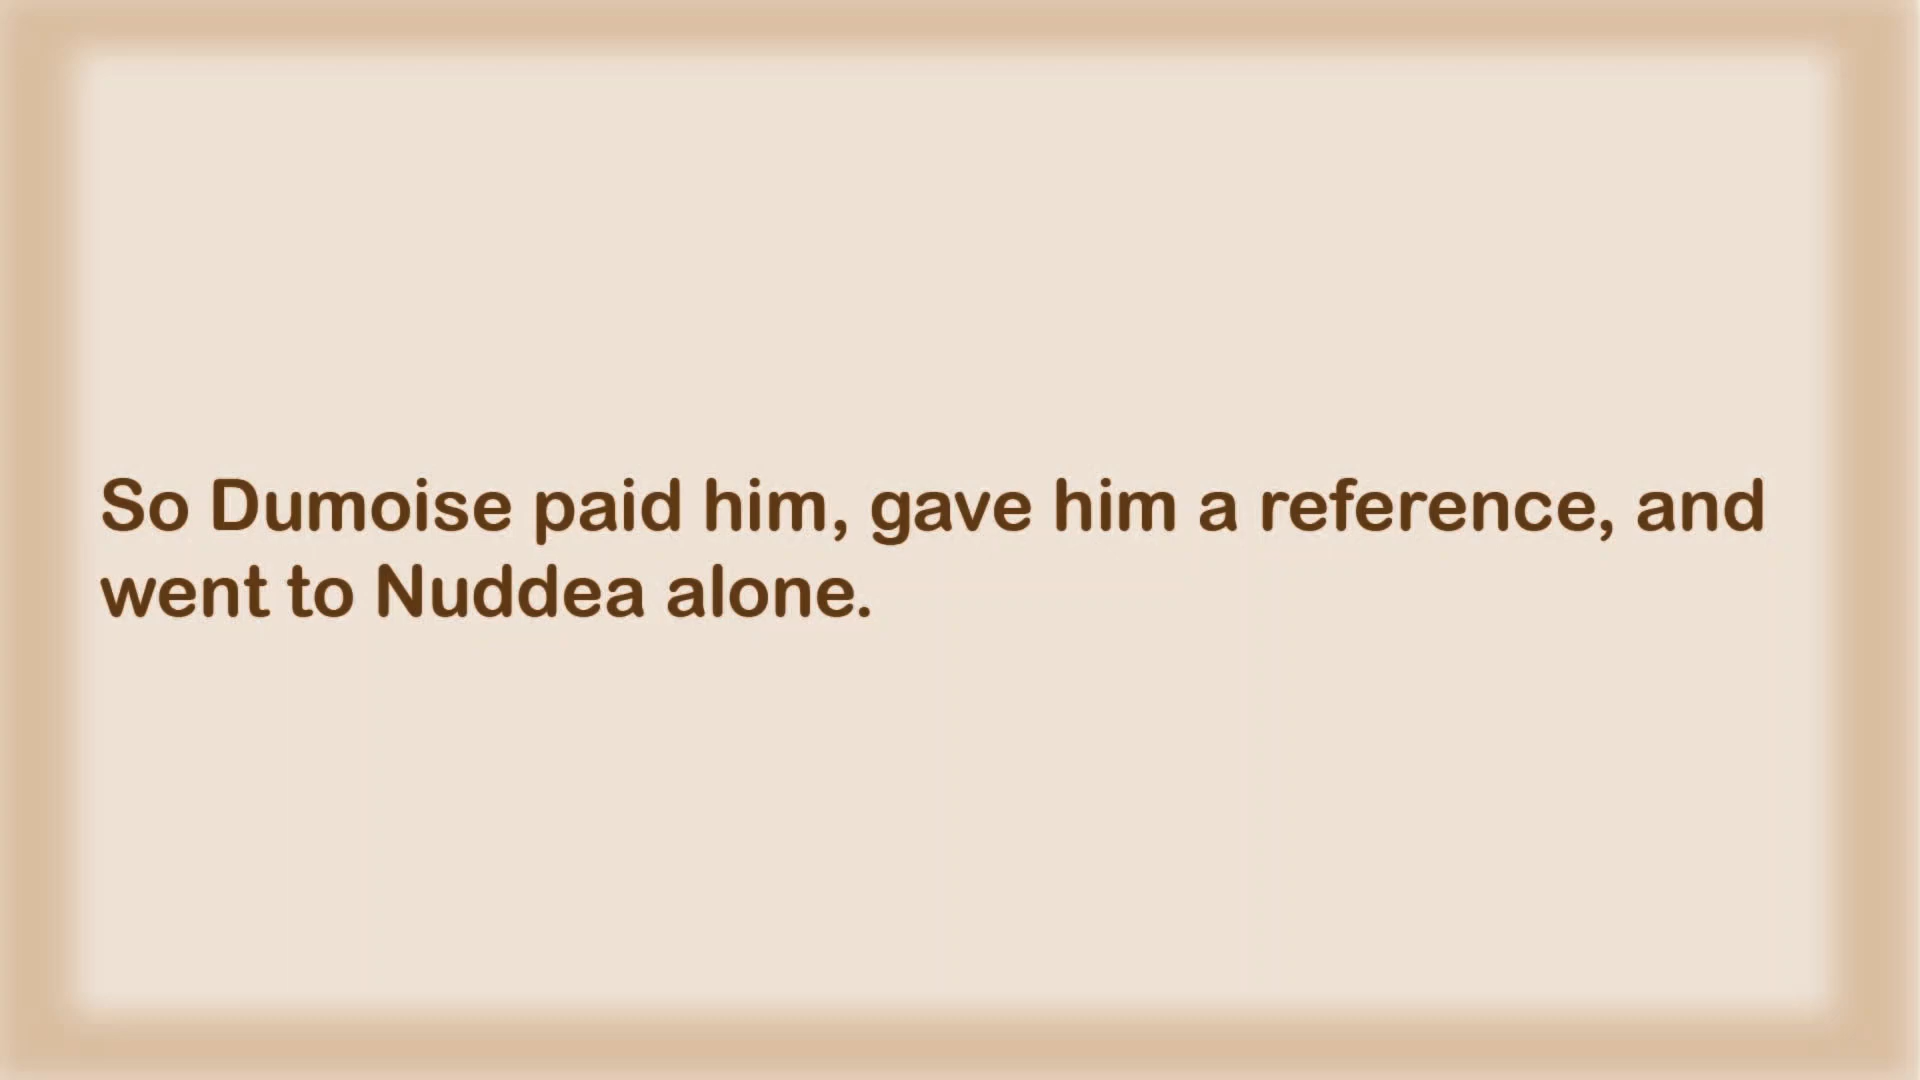 So Dumoise paid him, gave him a reference, and
went to Nuddea alone.